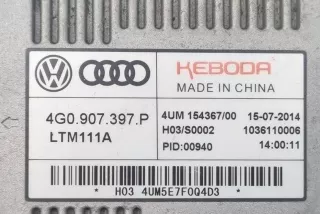 KEBODA
MADE IN CHINA
4G0.907.397.P
LTM111A
4UM 154367/00 15-07-2014
H03/S0002 1036110006
PID:00940 14:00:11
* H03 4UM5E7F0Q4D3 *